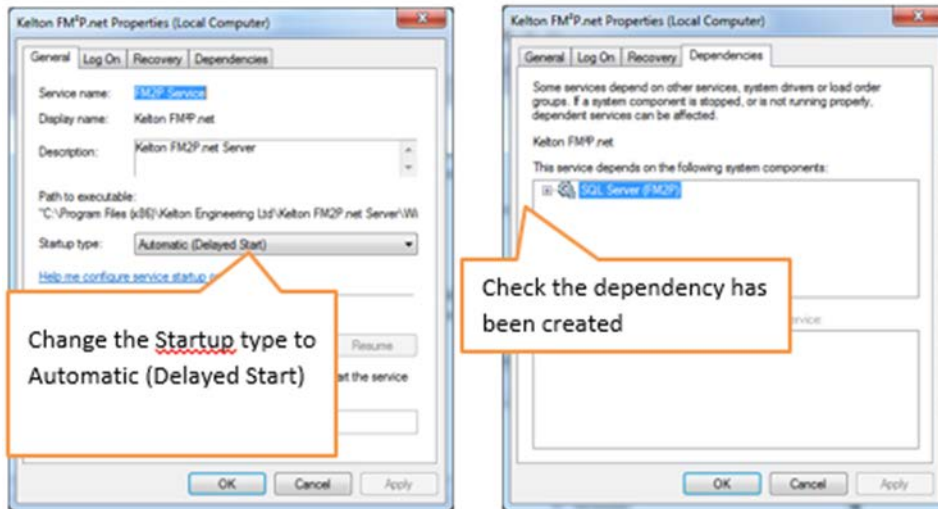 Kelton FM²P.net Properties (Local Computer)
General Log On Recovery Dependencies
Service name: FM2P Service
Display name: Kelton FM²P.net
Description: Kelton FM2P.net Server
Path to executable:
"C:\Program Files (x86)\Kelton Engineering Ltd\Kelton FM2P.net Server\Wi
Startup type: Automatic (Delayed Start)
Help me configure service startup
Change the Startup type to
Automatic (Delayed Start)
Resume
the service
OK Cancel Apply
Kelton FM²P.net Properties (Local Computer)
General Log On Recovery Dependencies
Some services depend on other services, system drivers or load order
groups. If a system component is stopped, or is not running properly,
dependent services can be affected.
Kelton FM²P.net
This service depends on the following system components:
SQL Server (FM2P)
Check the dependency has
been created
service:
OK Cancel Apply